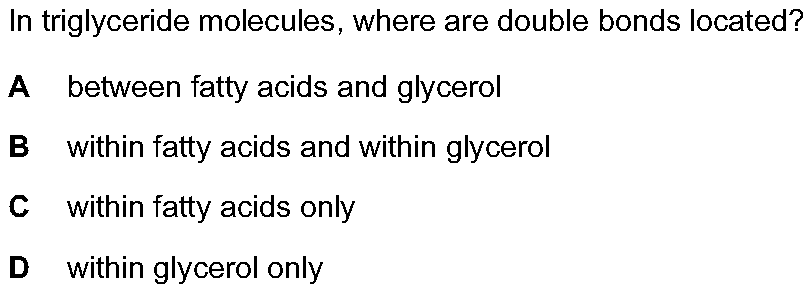 In triglyceride molecules, where are double bonds located?
A between fatty acids and glycerol
B within fatty acids and within glycerol
C within fatty acids only
D within glycerol only